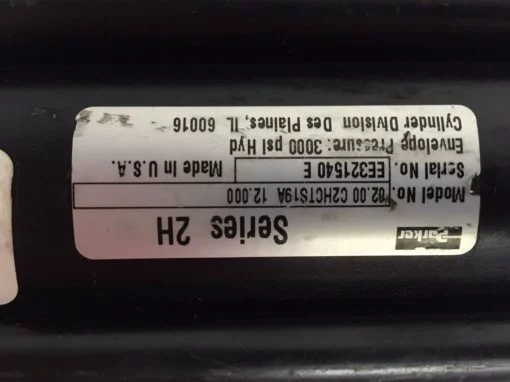 Parker
Series 2H
Model No. 02.00 C2HCTS19A 12.000
Serial No. EE321540 E Made In U.S.A.
Envelope Pressure: 3000 psi Hyd
Cylinder Division Des Plaines, IL 60016